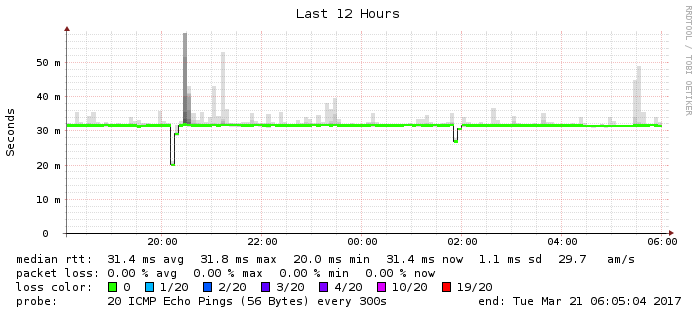 Last 12 Hours
RRDTOOL / TOBI OETIKER
Seconds
50 m
40 m
30 m
20 m
10 m
0
20:00 22:00 00:00 02:00 04:00 06:00
median rtt: 31.4 ms avg 31.8 ms max 20.0 ms min 31.4 ms now 1.1 ms sd 29.7 am/s
packet loss: 0.00 % avg 0.00 % max 0.00 % min 0.00 % now
loss color: 0 1/20 2/20 3/20 4/20 10/20 19/20
probe: 20 ICMP Echo Pings (56 Bytes) every 300s end: Tue Mar 21 06:05:04 2017